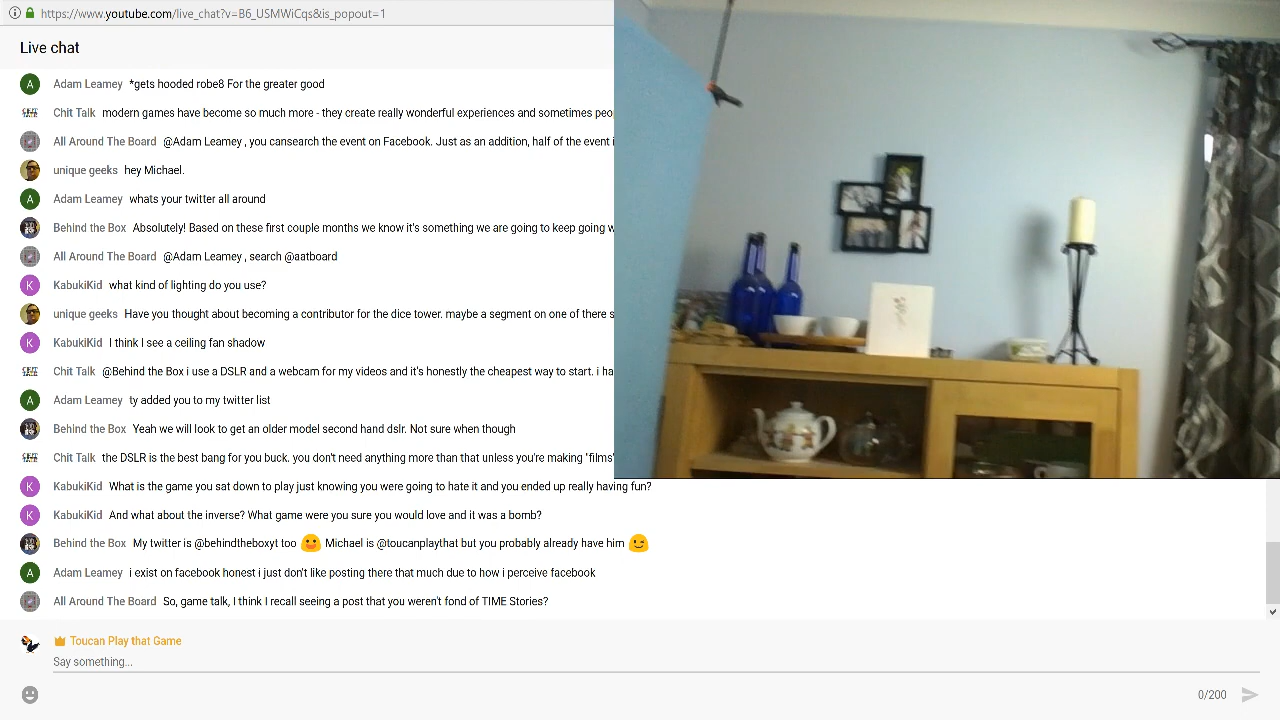 https://www.youtube.com/live_chat?v=B6_USMWiCqs&is_popout=1
Live chat
A Adam Leamey *gets hooded robe8 For the greater good
Chit Talk modern games have become so much more - they create really wonderful experiences and sometimes peo
All Around The Board @Adam Leamey , you cansearch the event on Facebook. Just as an addition, half of the event i
unique geeks hey Michael.
A Adam Leamey whats your twitter all around
Behind the Box Absolutely! Based on these first couple months we know it's something we are going to keep going w
All Around The Board @Adam Leamey , search @aatboard
K KabukiKid what kind of lighting do you use?
unique geeks Have you thought about becoming a contributor for the dice tower. maybe a segment on one of there s
K KabukiKid I think I see a ceiling fan shadow
Chit Talk @Behind the Box i use a DSLR and a webcam for my videos and it's honestly the cheapest way to start. i ha
A Adam Leamey ty added you to my twitter list
Behind the Box Yeah we will look to get an older model second hand dslr. Not sure when though
Chit Talk the DSLR is the best bang for you buck. you don't need anything more than that unless you're making "films"
K KabukiKid What is the game you sat down to play just knowing you were going to hate it and you ended up really having fun?
K KabukiKid And what about the inverse? What game were you sure you would love and it was a bomb?
Behind the Box My twitter is @behindtheboxyt too 😀 Michael is @toucanplaythat but you probably already have him 😉
A Adam Leamey i exist on facebook honest i just don't like posting there that much due to how i perceive facebook
All Around The Board So, game talk, I think I recall seeing a post that you weren't fond of TIME Stories?
Toucan Play that Game
Say something...
0/200